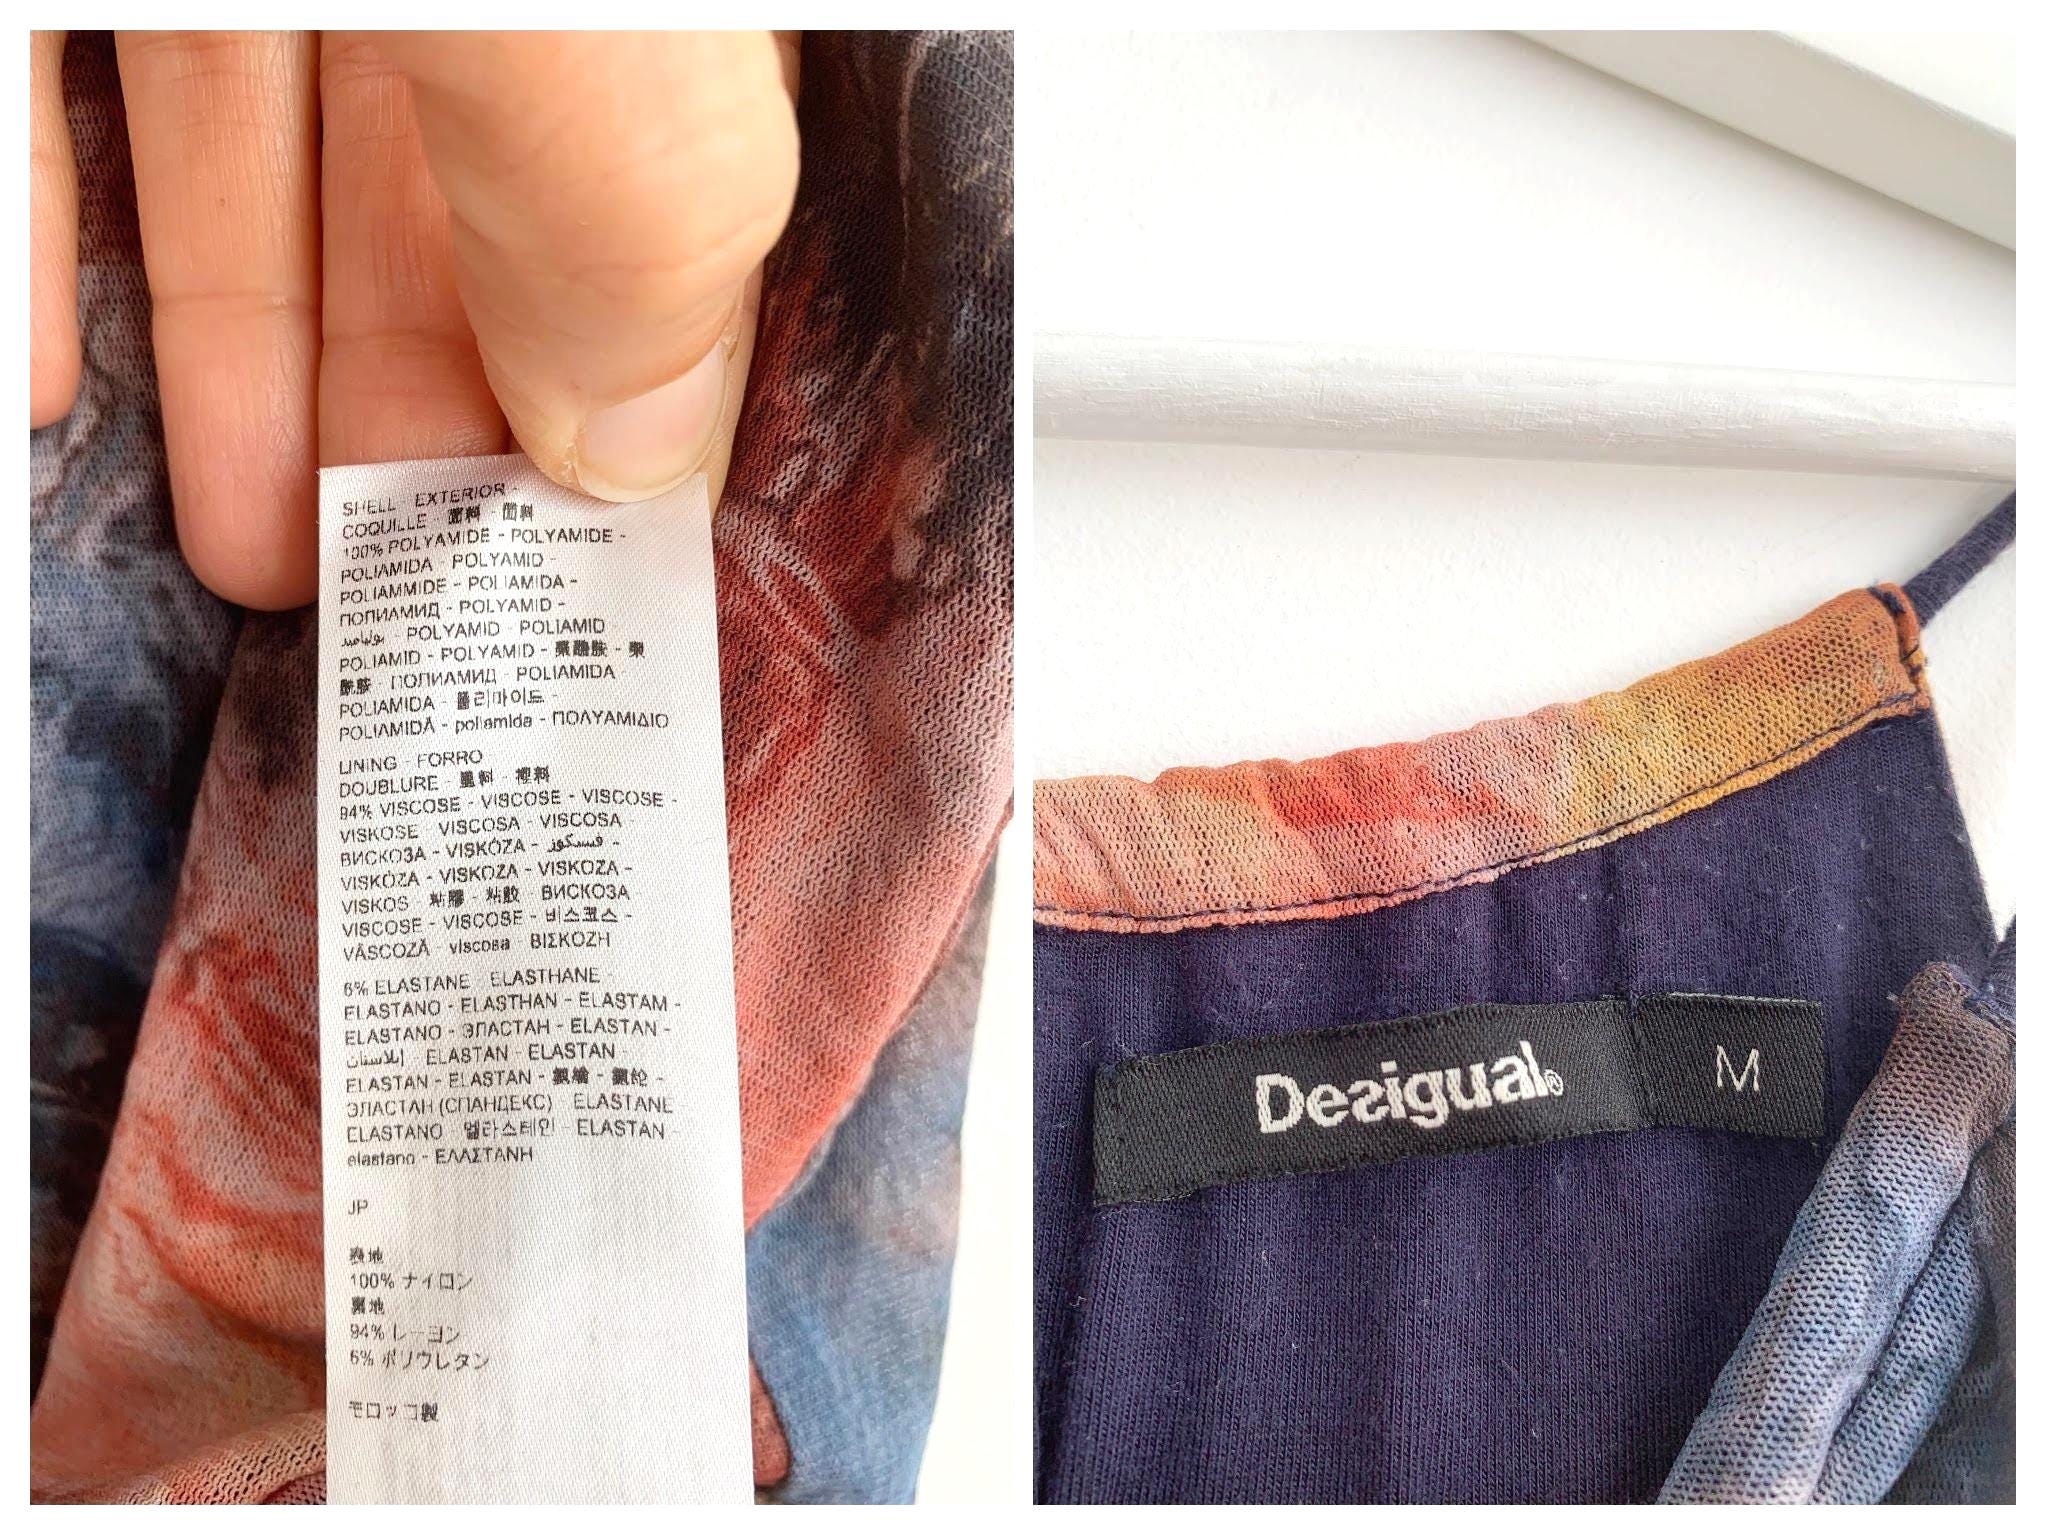 SHELL - EXTERIOR -
COQUILLE - 面料 - 面料
100% POLYAMIDE - POLYAMIDE -
POLIAMIDA - POLYAMID -
POLIAMMIDE - POLIAMIDA -
ПОЛИАМИД - POLYAMID -
بولياميد - POLYAMID - POLIAMID
POLIAMID - POLYAMID - 聚醯胺 - 聚
酰胺 - ПОЛИАМИД - POLIAMIDA -
POLIAMIDA - 폴리아미드 -
POLIAMIDĂ - poliamida - ΠΟΛΥΑΜΙΔΙΟ
LINING - FORRO
DOUBLURE - 里料 - 裡料
94% VISCOSE - VISCOSE - VISCOSE -
VISKOSE - VISCOSA - VISCOSA -
ВИСКОЗА - VISKÓZA - فسكوز -
VISKÓZA - VISKOZA - VISKOZA -
VISKOS - 粘膠 - 粘胶 - ВИСКОЗА
VISCOSE - VISCOSE - 비스코스 -
VÂSCOZĂ - viscosa - ΒΙΣΚΟΖΗ
6% ELASTANE - ELASTHANE -
ELASTANO - ELASTHAN - ELASTAM -
ELASTANO - ЭЛАСТАН - ELASTAN -
إيلاستان - ELASTAN - ELASTAN -
ELASTAN - ELASTAN - 氨綸 - 氨纶 -
ЭЛАСТАН (СПАНДЕКС) - ELASTANE
ELASTANO - 엘라스테인 - ELASTAN -
elastano - ΕΛΑΣΤΑΝΗ
JP
表地
100% ナイロン
裏地
94% レーヨン
6% ポリウレタン
モロッコ製
Desigual®
M